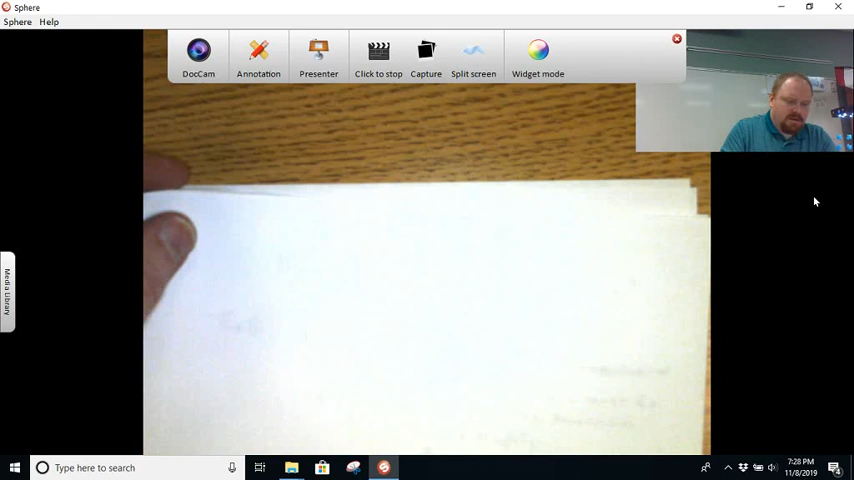 Sphere
Sphere Help
DocCam Annotation Presenter Click to stop Capture Split screen Widget mode
Media Library
Type here to search
7:28 PM
11/8/2019
4